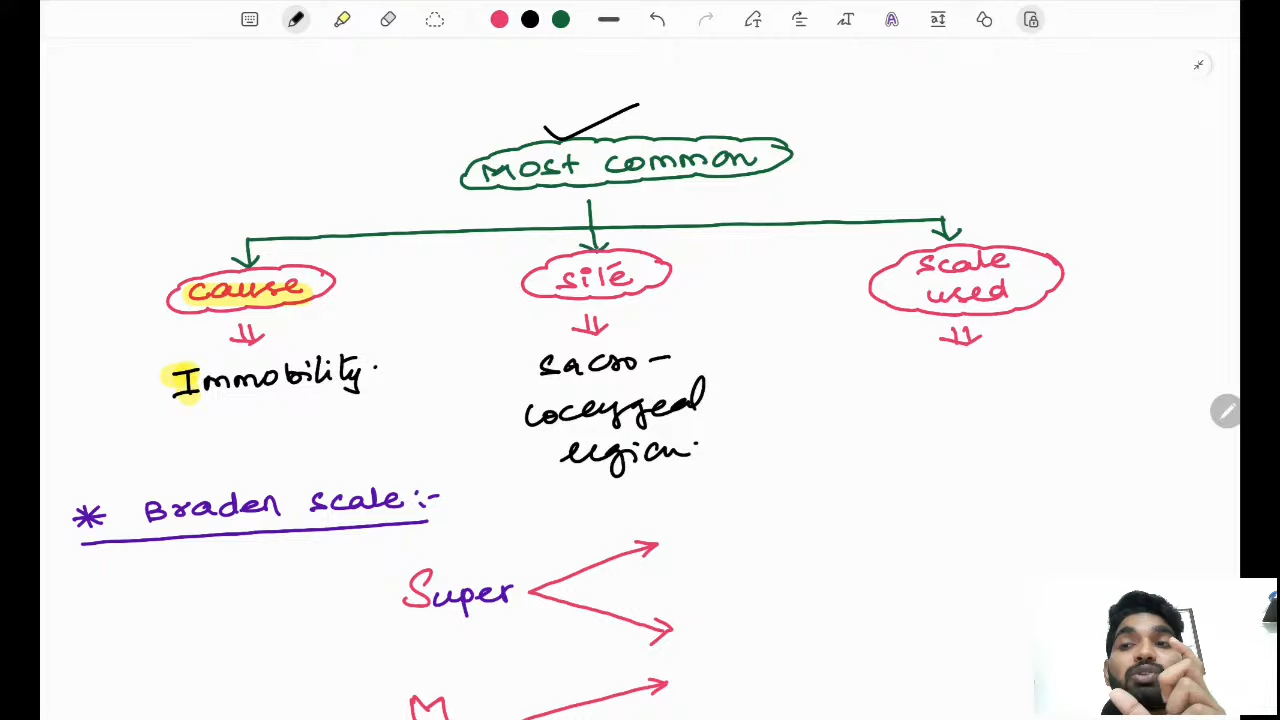 Most common
cause
site
scale
used
Immobility.
sacro-
coccygeal
region.
* Braden scale:-
Super
M